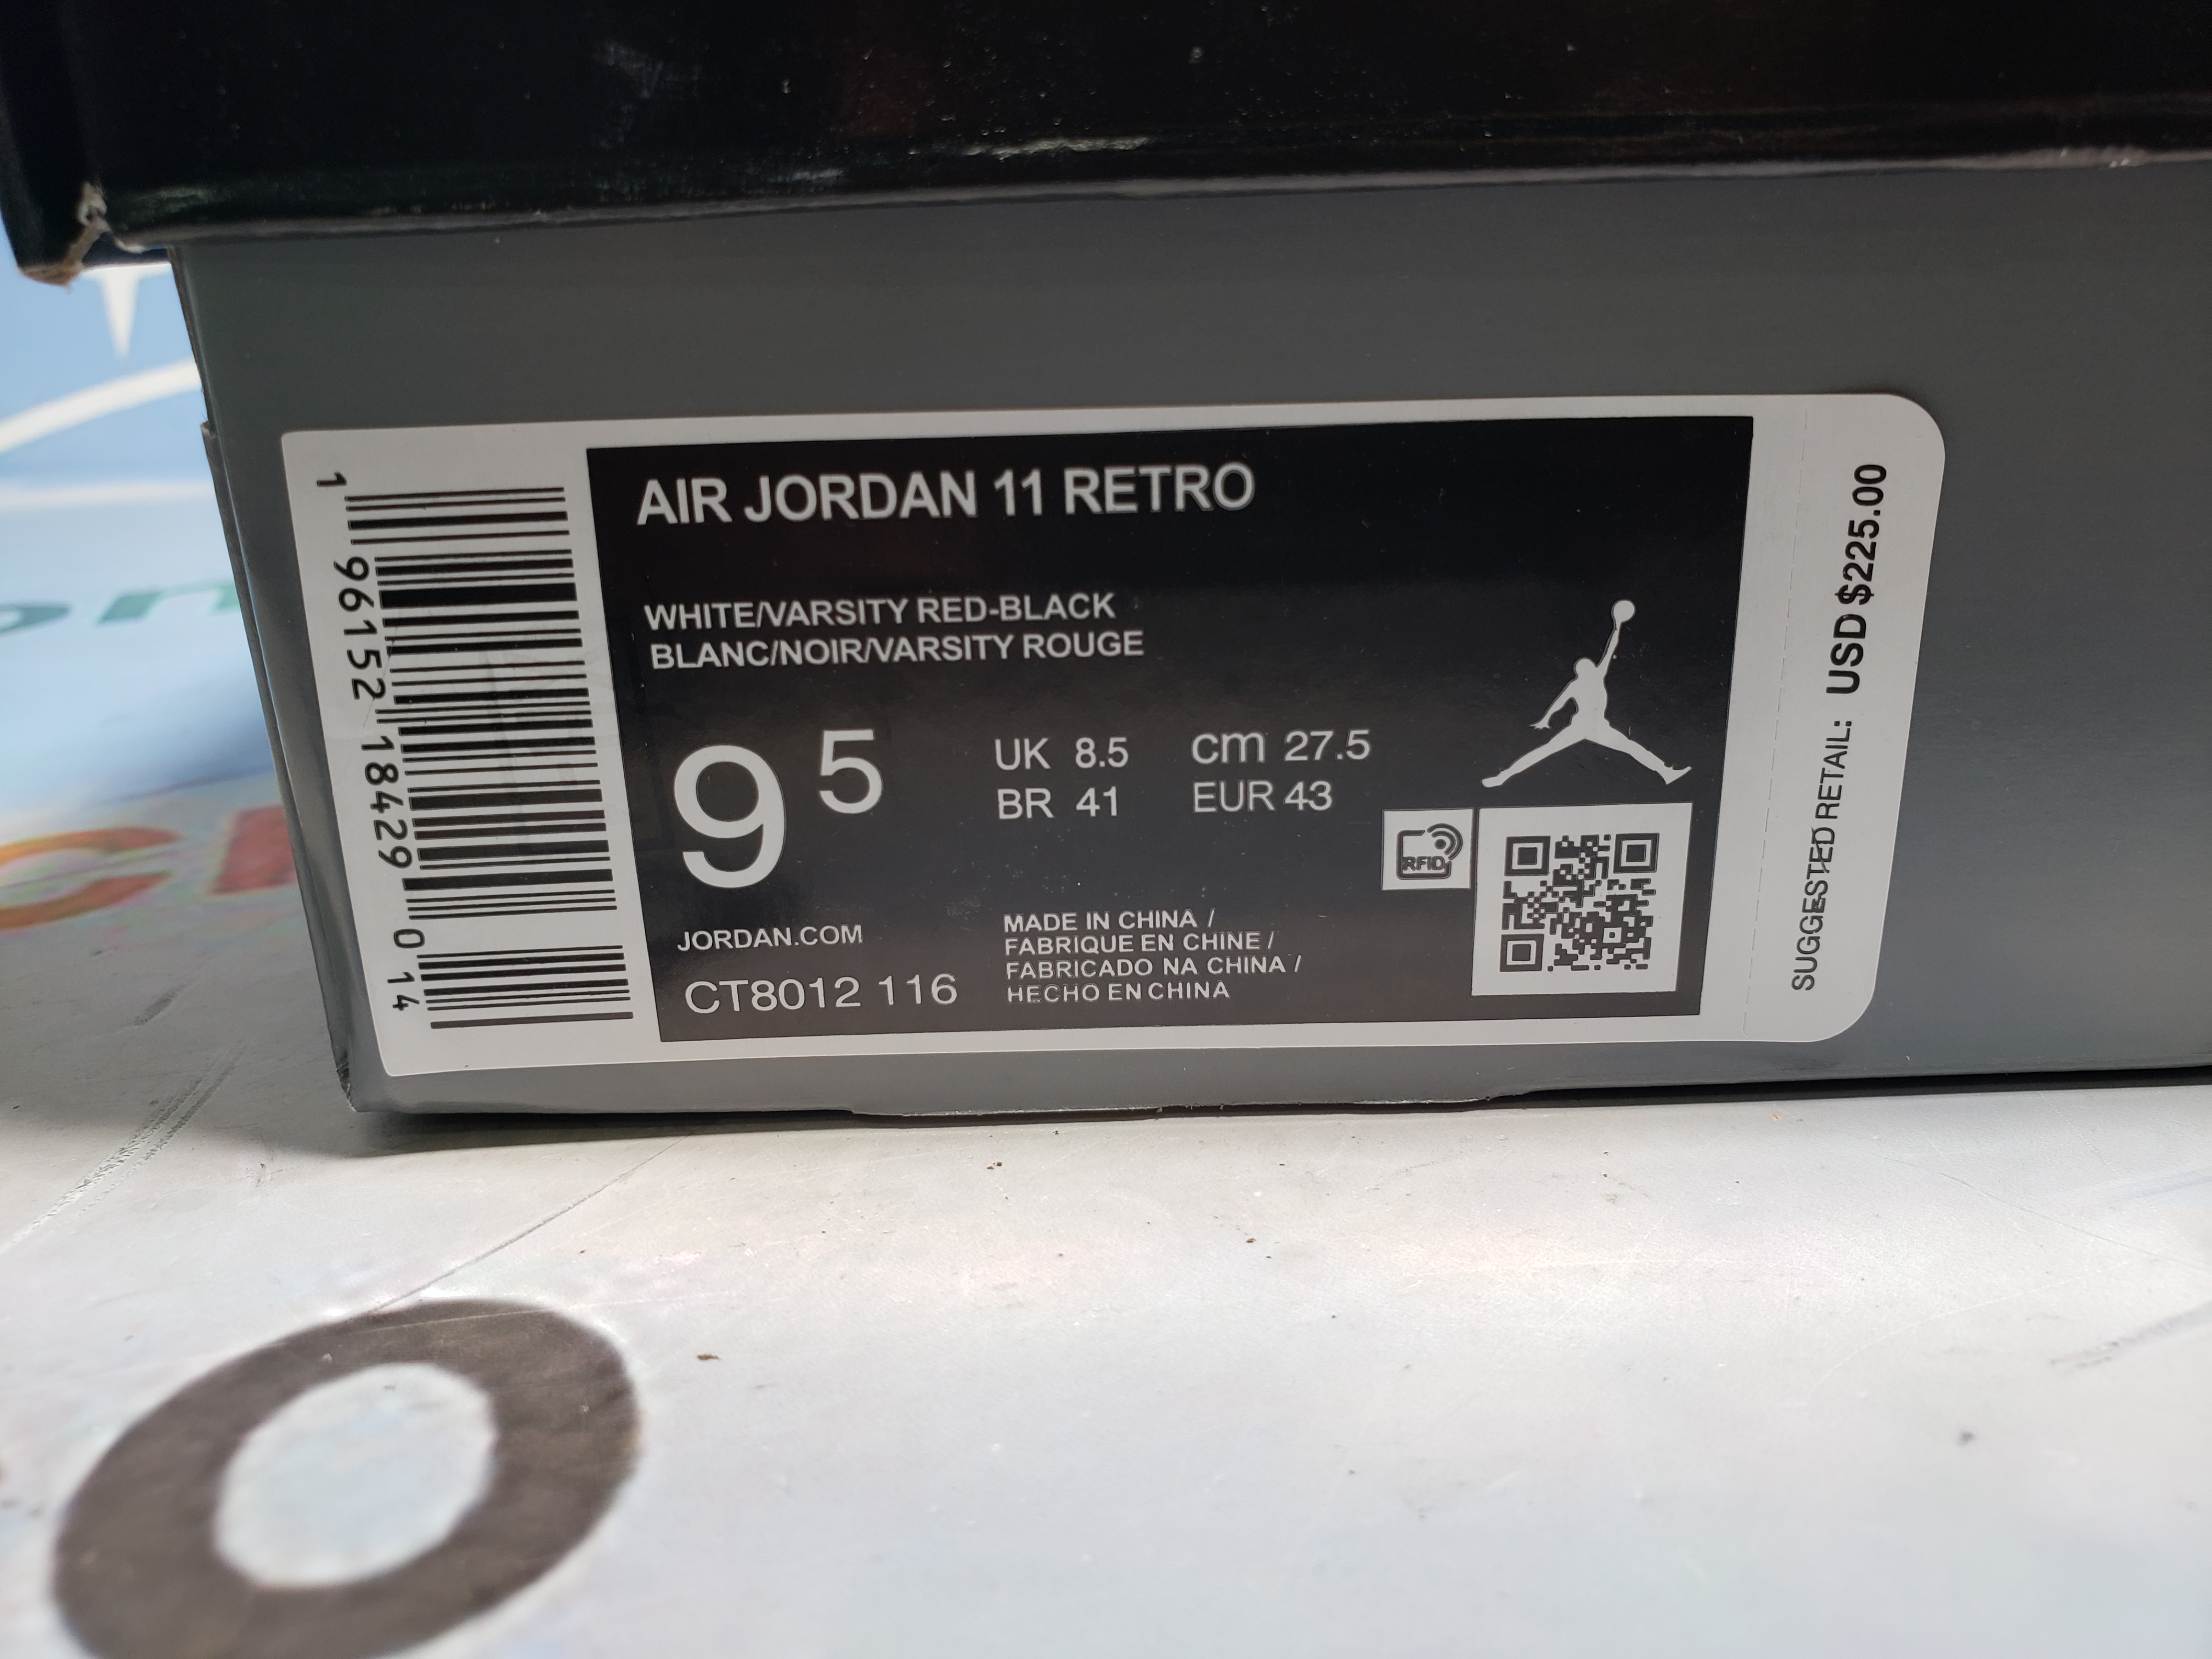 AIR JORDAN 11 RETRO
WHITE/VARSITY RED-BLACK
BLANC/NOIR/VARSITY ROUGE
9 5
UK 8.5 cm 27.5
BR 41 EUR 43
RFID
JORDAN.COM
CT8012 116
MADE IN CHINA /
FABRIQUE EN CHINE /
FABRICADO NA CHINA /
HECHO EN CHINA
1 96152 18429 0 14
SUGGESTED RETAIL: USD $225.00
O